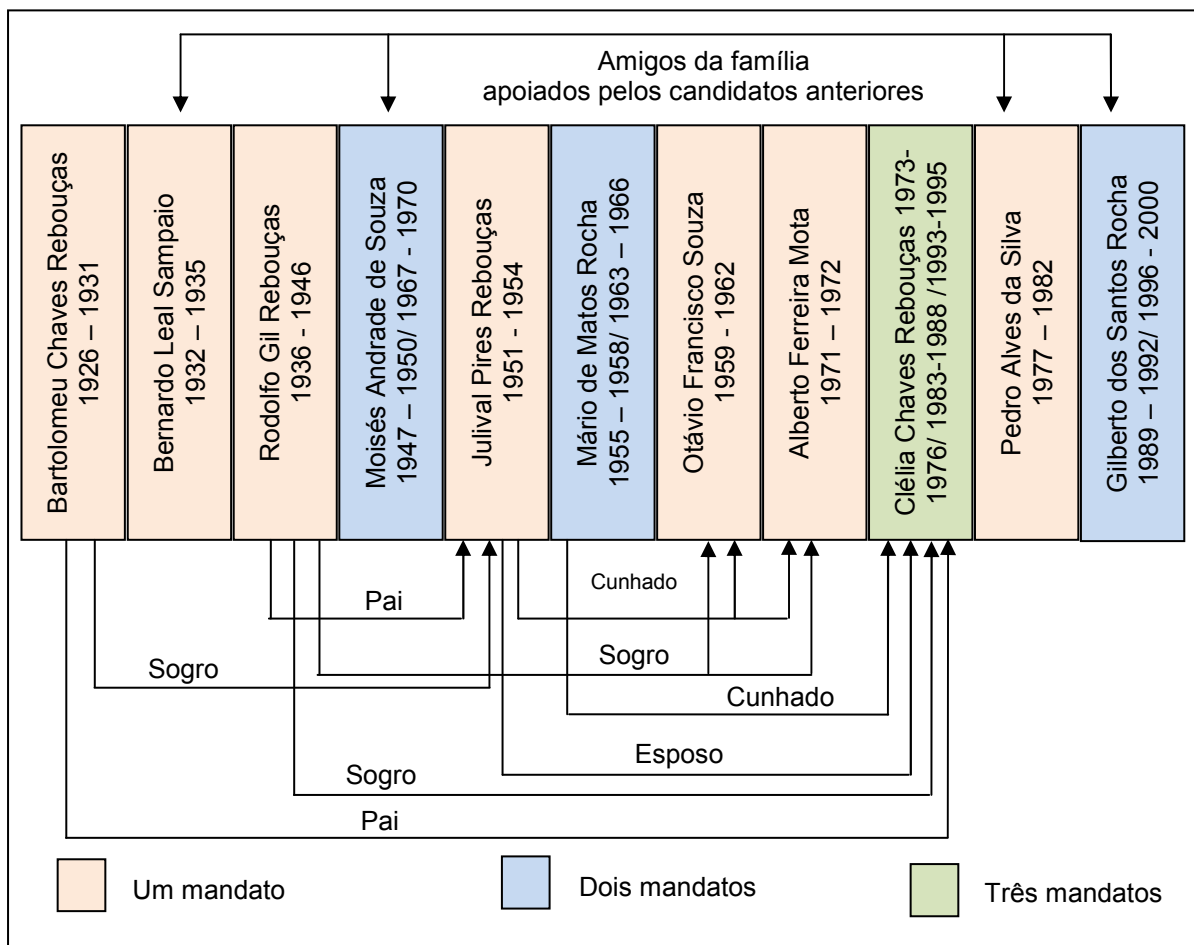 Amigos da família
apoiados pelos candidatos anteriores
Bartolomeu Chaves Rebouças
1926 – 1931
Bernardo Leal Sampaio
1932 – 1935
Rodolfo Gil Rebouças
1936 - 1946
Moisés Andrade de Souza
1947 – 1950/ 1967 - 1970
Julival Pires Rebouças
1951 - 1954
Mário de Matos Rocha
1955 – 1958/ 1963 – 1966
Otávio Francisco Souza
1959 - 1962
Alberto Ferreira Mota
1971 – 1972
Clélia Chaves Rebouças 1973-
1976/ 1983-1988 /1993-1995
Pedro Alves da Silva
1977 – 1982
Gilberto dos Santos Rocha
1989 – 1992/ 1996 - 2000
Cunhado
Pai
Sogro
Sogro
Cunhado
Esposo
Sogro
Pai
Um mandato
Dois mandatos
Três mandatos